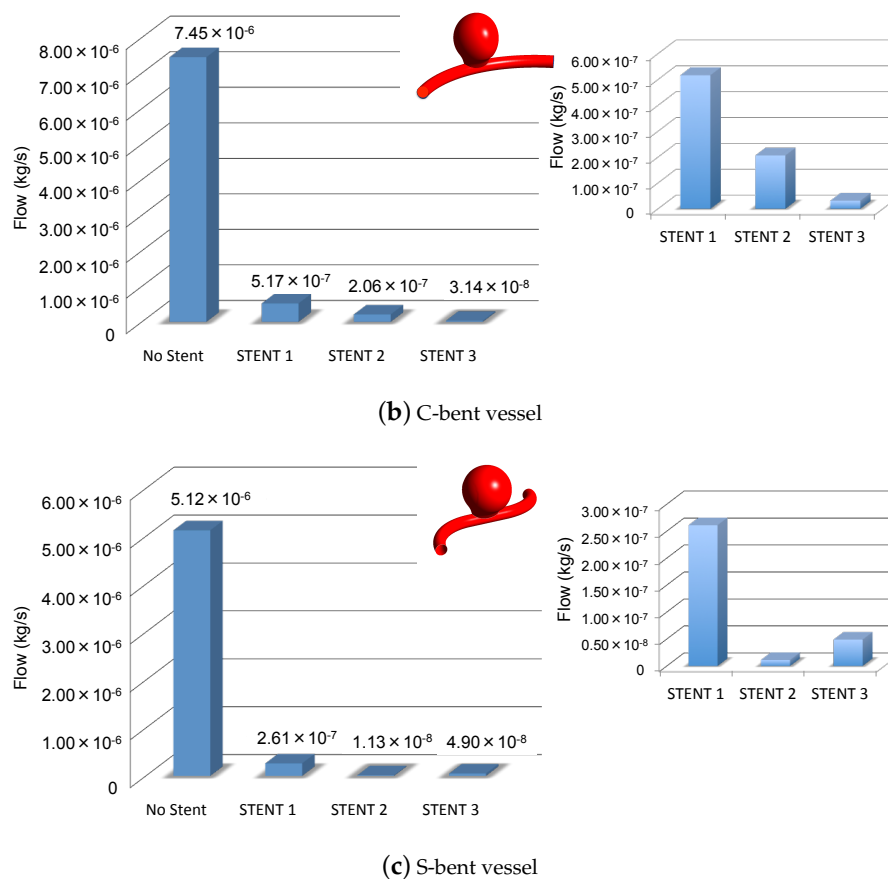 7.45 × 10⁻⁶
8.00 × 10⁻⁶
7.00 × 10⁻⁶
6.00 × 10⁻⁶
5.00 × 10⁻⁶
4.00 × 10⁻⁶
3.00 × 10⁻⁶
2.00 × 10⁻⁶
1.00 × 10⁻⁶
0
Flow (kg/s)
5.17 × 10⁻⁷
2.06 × 10⁻⁷
3.14 × 10⁻⁸
No Stent
STENT 1
STENT 2
STENT 3
6.00 × 10⁻⁷
5.00 × 10⁻⁷
4.00 × 10⁻⁷
3.00 × 10⁻⁷
2.00 × 10⁻⁷
1.00 × 10⁻⁷
0
Flow (kg/s)
STENT 1
STENT 2
STENT 3
(b) C-bent vessel
6.00 × 10⁻⁶
5.00 × 10⁻⁶
4.00 × 10⁻⁶
3.00 × 10⁻⁶
2.00 × 10⁻⁶
1.00 × 10⁻⁶
0
Flow (kg/s)
5.12 × 10⁻⁶
2.61 × 10⁻⁷
1.13 × 10⁻⁸
4.90 × 10⁻⁸
No Stent
STENT 1
STENT 2
STENT 3
3.00 × 10⁻⁷
2.50 × 10⁻⁷
2.00 × 10⁻⁷
1.50 × 10⁻⁷
1.00 × 10⁻⁷
0.50 × 10⁻⁸
0
Flow (kg/s)
STENT 1
STENT 2
STENT 3
(c) S-bent vessel